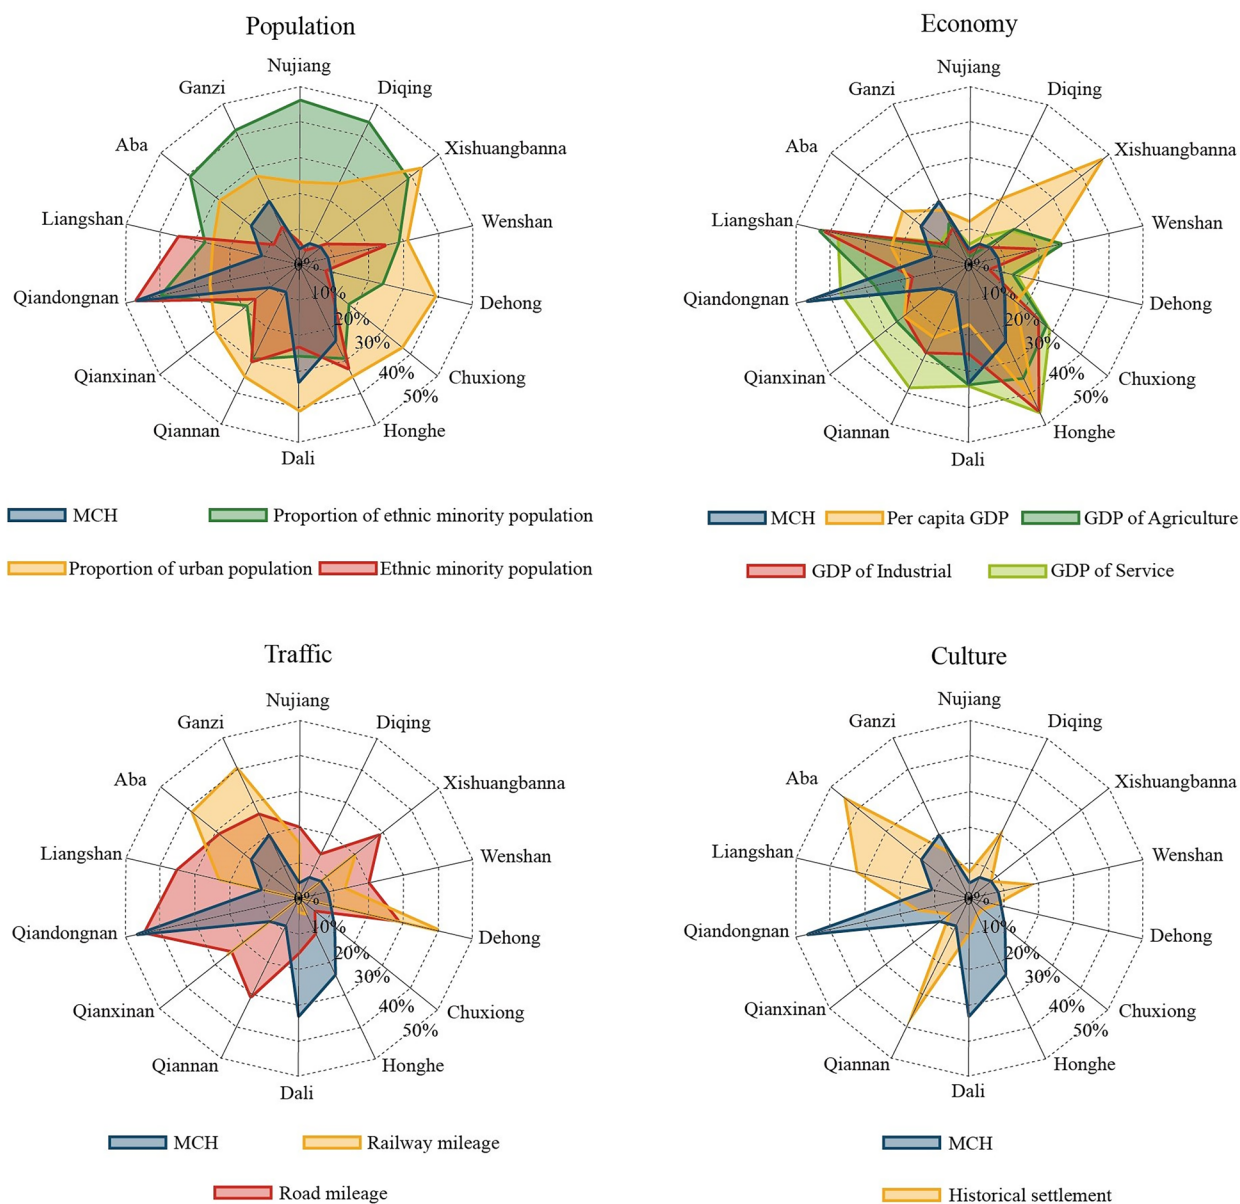 Population
Nujiang
Ganzi
Diqing
Aba
Xishuangbanna
Liangshan
Wenshan
0%
Qiandongnan
10%
Dehong
20%
30%
Qianxinan
40%
Chuxiong
50%
Qiannan
Honghe
Dali
MCH
Proportion of ethnic minority population
Proportion of urban population
Ethnic minority population
Economy
Nujiang
Ganzi
Diqing
Aba
Xishuangbanna
Liangshan
Wenshan
0%
Qiandongnan
10%
Dehong
20%
30%
Qianxinan
40%
Chuxiong
50%
Qiannan
Honghe
Dali
MCH
Per capita GDP
GDP of Agriculture
GDP of Industrial
GDP of Service
Traffic
Nujiang
Ganzi
Diqing
Aba
Xishuangbanna
Liangshan
Wenshan
0%
Qiandongnan
10%
Dehong
20%
30%
Qianxinan
40%
Chuxiong
50%
Qiannan
Honghe
Dali
MCH
Railway mileage
Road mileage
Culture
Nujiang
Ganzi
Diqing
Aba
Xishuangbanna
Liangshan
Wenshan
0%
Qiandongnan
10%
Dehong
20%
30%
Qianxinan
40%
Chuxiong
50%
Qiannan
Honghe
Dali
MCH
Historical settlement